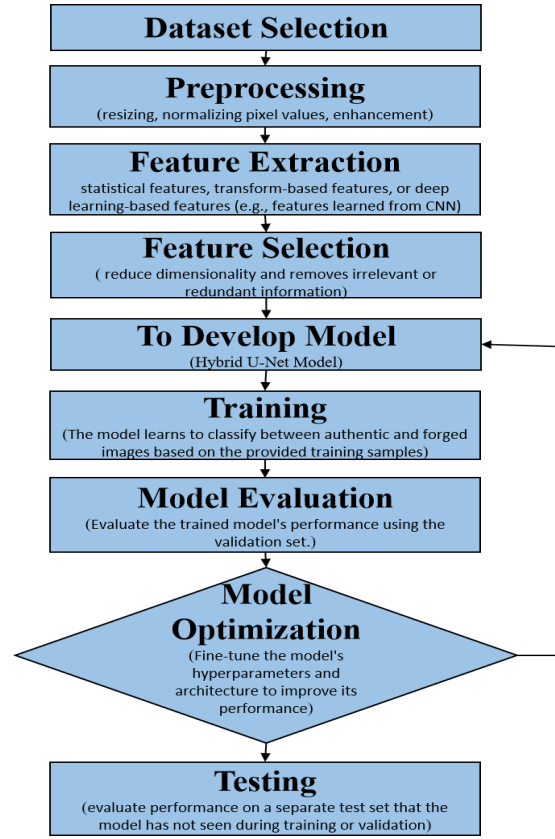 Dataset Selection
Preprocessing
(resizing, normalizing pixel values, enhancement)
Feature Extraction
statistical features, transform-based features, or deep
learning-based features (e.g., features learned from CNN)
Feature Selection
( reduce dimensionality and removes irrelevant or
redundant information)
To Develop Model
(Hybrid U-Net Model)
Training
(The model learns to classify between authentic and forged
images based on the provided training samples)
Model Evaluation
(Evaluate the trained model's performance using the
validation set.)
Model
Optimization
(Fine-tune the model's
hyperparameters and
architecture to improve its
performance)
Testing
(evaluate performance on a separate test set that the
model has not seen during training or validation)